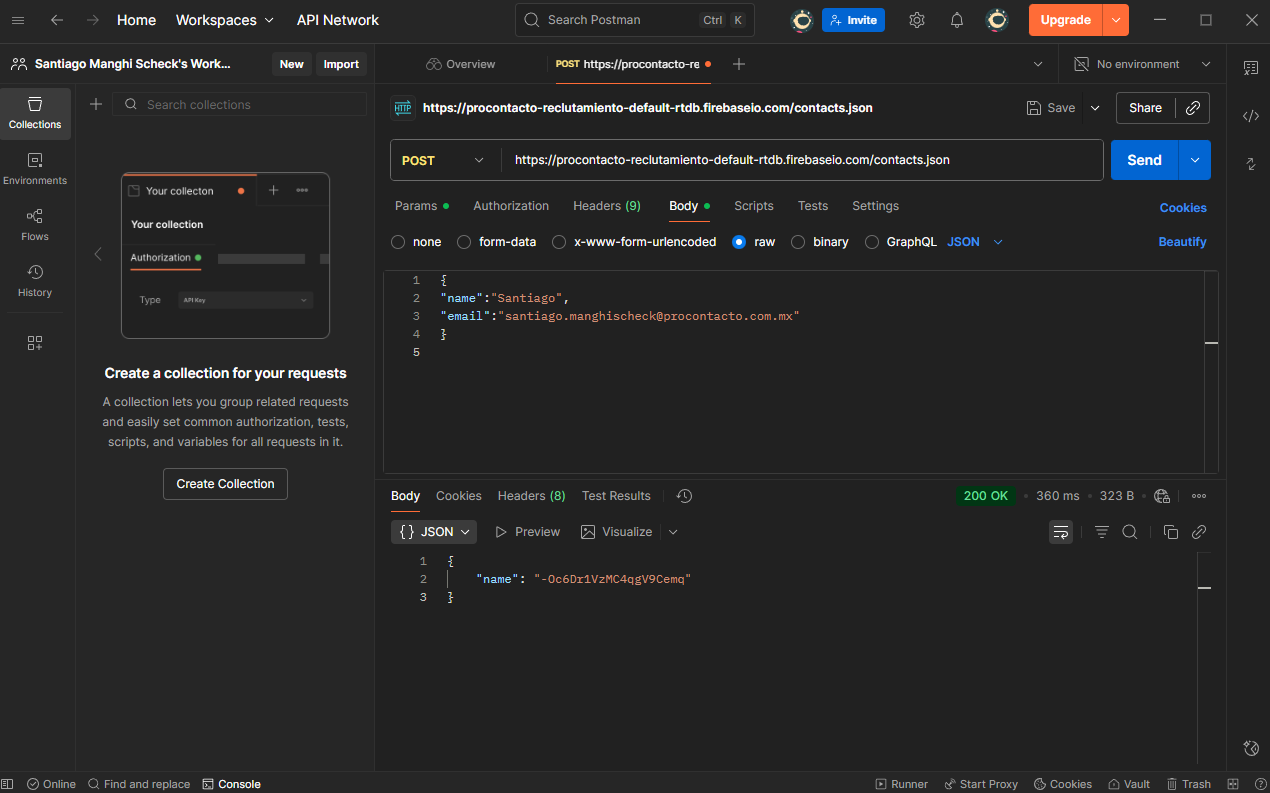 Home Workspaces API Network Search Postman Ctrl K Invite Upgrade
Santiago Manghi Scheck's Work... New Import Overview POST https://procontacto-re No environment
Collections
Environments
Flows
History
Search collections
Your collecton
Your collection
Authorization
Type API Key
Create a collection for your requests
A collection lets you group related requests
and easily set common authorization, tests,
scripts, and variables for all requests in it.
Create Collection
https://procontacto-reclutamiento-default-rtdb.firebaseio.com/contacts.json Save Share
POST https://procontacto-reclutamiento-default-rtdb.firebaseio.com/contacts.json Send
Params Authorization Headers (9) Body Scripts Tests Settings Cookies
none form-data x-www-form-urlencoded raw binary GraphQL JSON Beautify
1 {
2 "name":"Santiago",
3 "email":"santiago.manghischeck@procontacto.com.mx"
4 }
5
Body Cookies Headers (8) Test Results 200 OK 360 ms 323 B
{} JSON Preview Visualize
1 {
2 "name": "-Oc6Dr1VzMC4qgV9Cemq"
3 }
Online Find and replace Console Runner Start Proxy Cookies Vault Trash